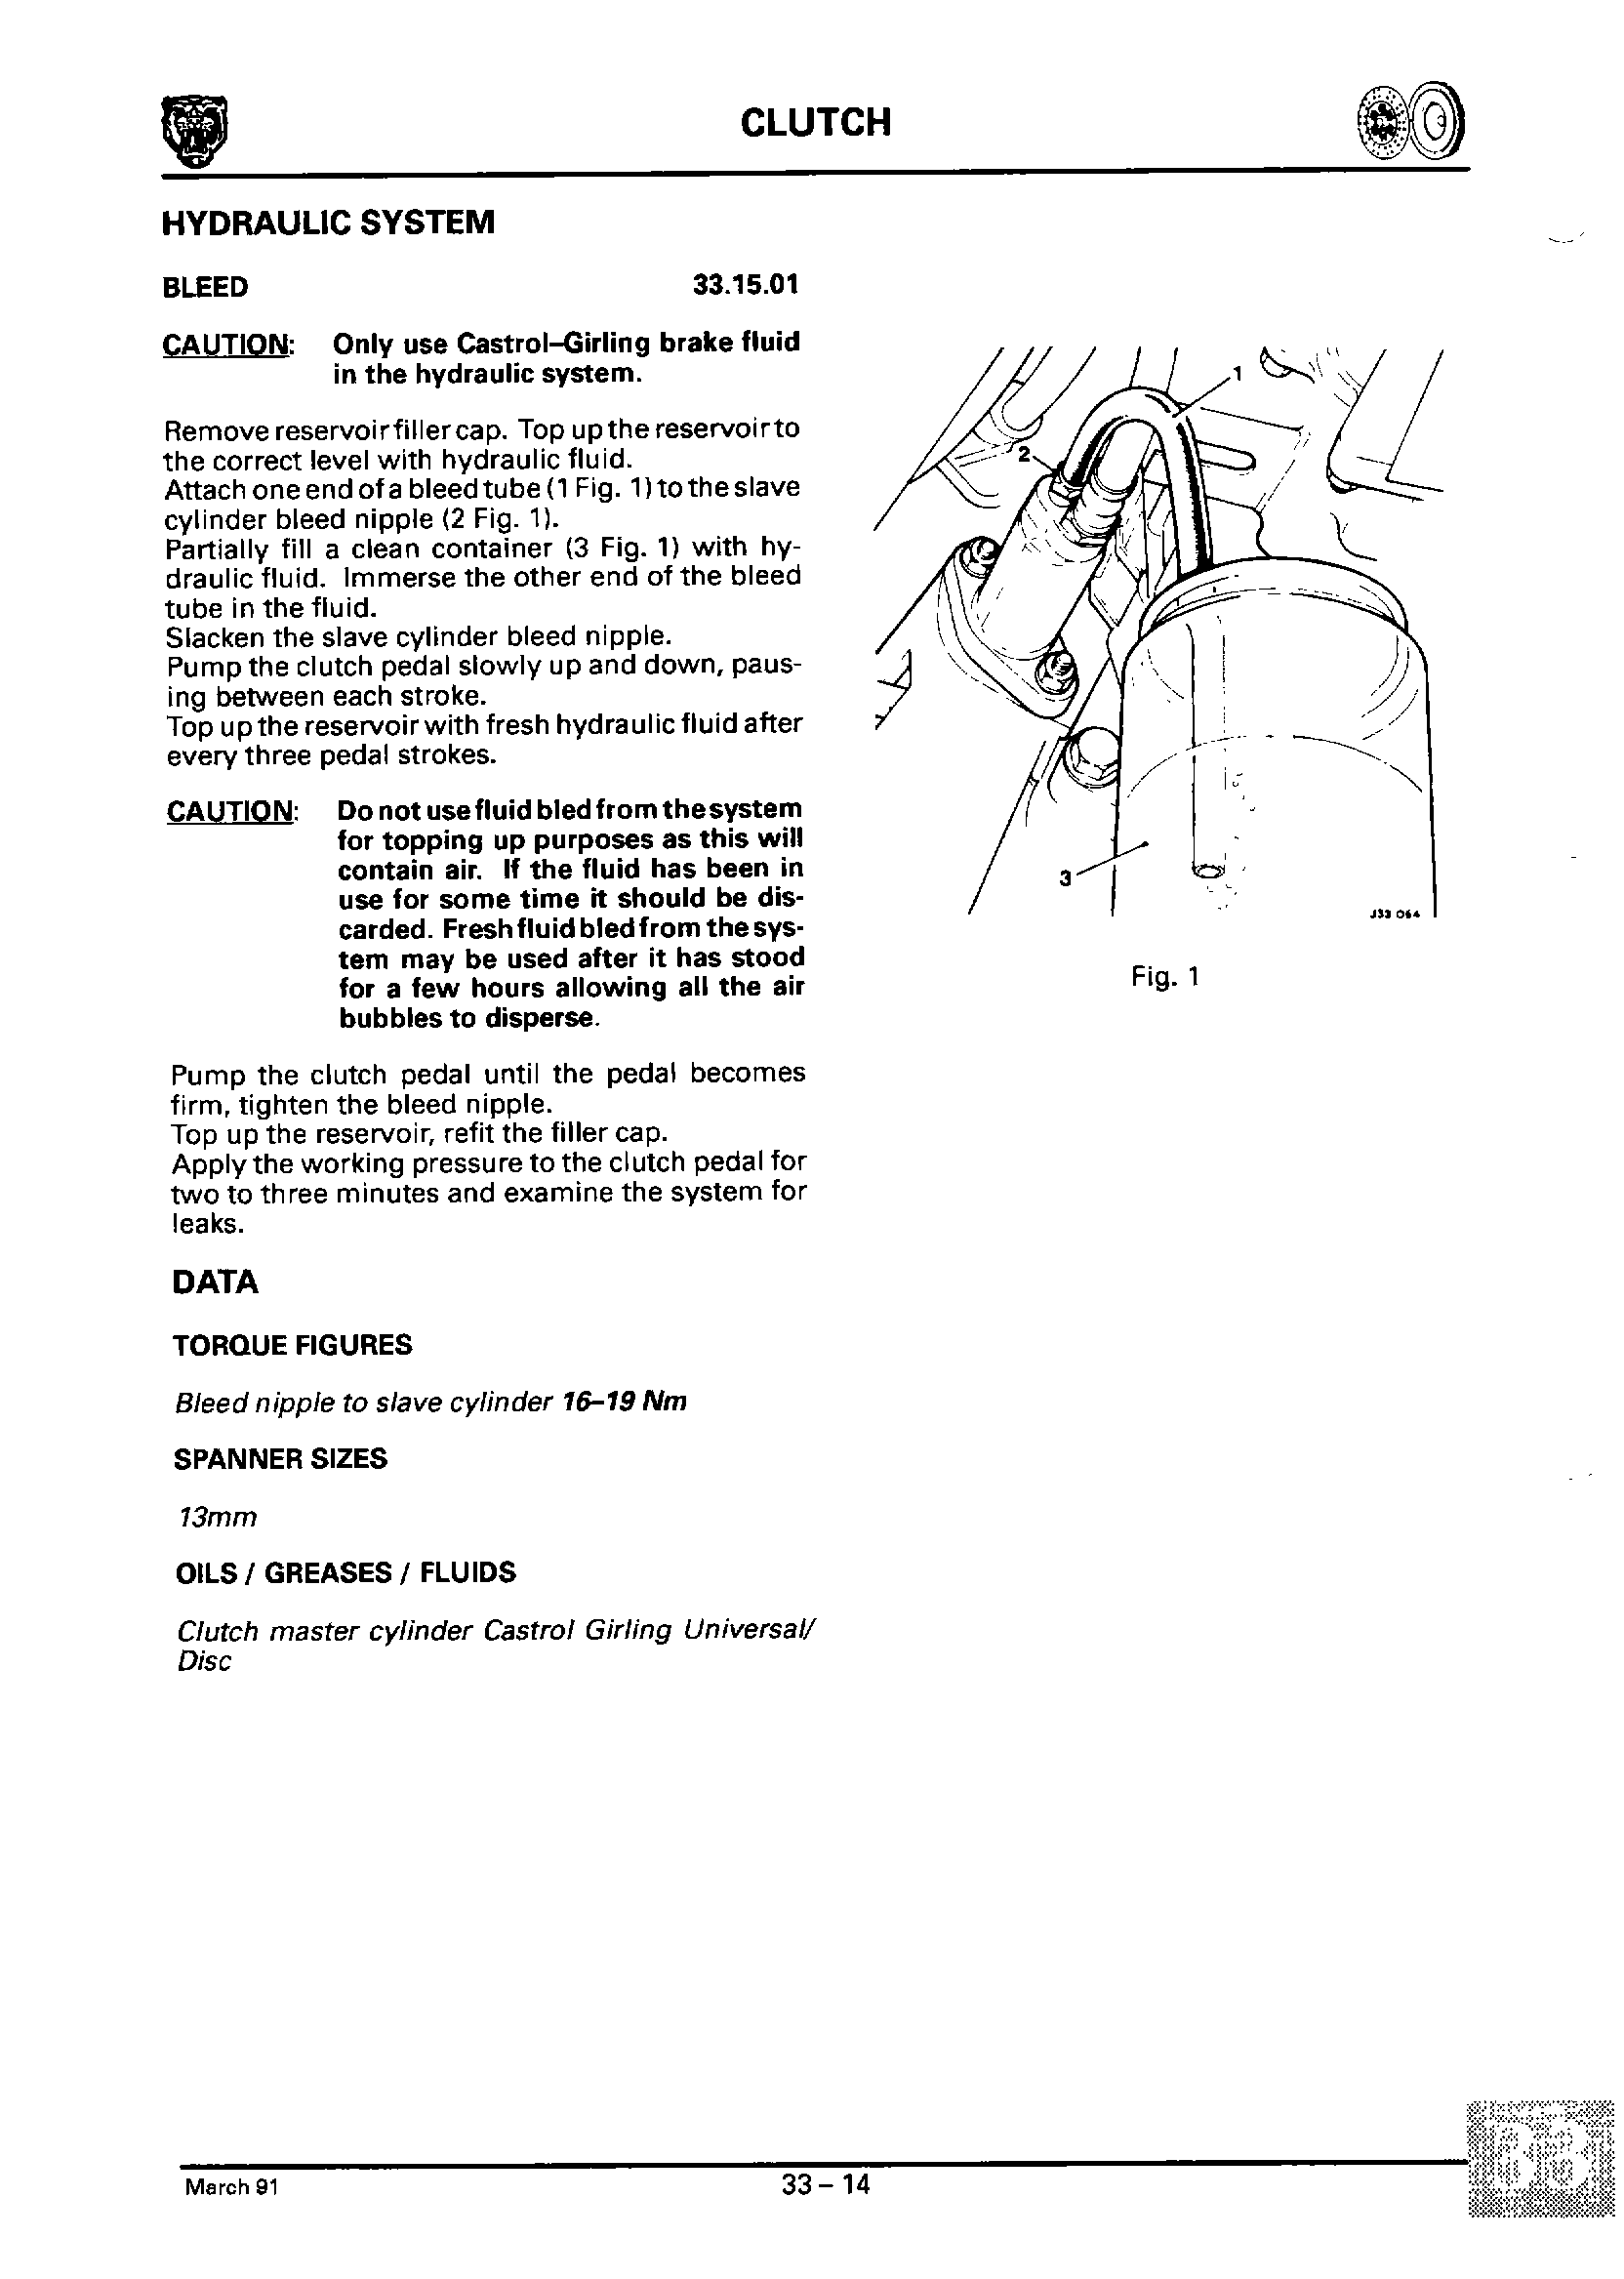 CLUTCH
HYDRAULIC SYSTEM
BLEED 33.15.01
CAUTION: Only use Castrol–Girling brake fluid
in the hydraulic system.
Remove reservoir filler cap. Top up the reservoir to
the correct level with hydraulic fluid.
Attach one end of a bleed tube (1 Fig. 1) to the slave
cylinder bleed nipple (2 Fig. 1).
Partially fill a clean container (3 Fig. 1) with hy-
draulic fluid. Immerse the other end of the bleed
tube in the fluid.
Slacken the slave cylinder bleed nipple.
Pump the clutch pedal slowly up and down, paus-
ing between each stroke.
Top up the reservoir with fresh hydraulic fluid after
every three pedal strokes.
CAUTION: Do not use fluid bled from the system
for topping up purposes as this will
contain air. If the fluid has been in
use for some time it should be dis-
carded. Fresh fluid bled from the sys-
tem may be used after it has stood
for a few hours allowing all the air
bubbles to disperse.
Pump the clutch pedal until the pedal becomes
firm, tighten the bleed nipple.
Top up the reservoir, refit the filler cap.
Apply the working pressure to the clutch pedal for
two to three minutes and examine the system for
leaks.
DATA
TORQUE FIGURES
Bleed nipple to slave cylinder 16–19 Nm
SPANNER SIZES
13mm
OILS / GREASES / FLUIDS
Clutch master cylinder Castrol Girling Universal/
Disc
1
2
3
J33 064
Fig. 1
March 91
33 – 14